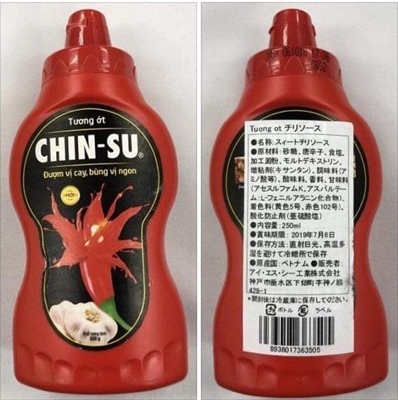 Tương ớt
CHIN-SU®
Đượm vị cay, bùng vị ngon
Tuong ot チリソース
●名称:スィートチリソース
●原材料:砂糖、唐辛子、食塩、
加工澱粉、モルトデキストリン、
増粘剤(キサンタン)、調味料(ア
ミノ酸等)、酸味料、香料、甘味料
(アセスルファムK、アスパルテー
ム:L-フェニルアラニン化合物)、
着色料(黄色5号、赤色102号)、
酸化防止剤(亜硫酸塩)
●内容量:250ml
●賞味期限:2019年7月6日
●保存方法:直射日光、高温多
湿を避けて冷暗所で保存
●原産国:ベトナム ●販売者:
アイ・エス・シー工業株式会社
神戸市垂水区下畑町字神ノ
429-1
*開封後は冷蔵庫に保存してください。
ボトル ラベル
8936017363505